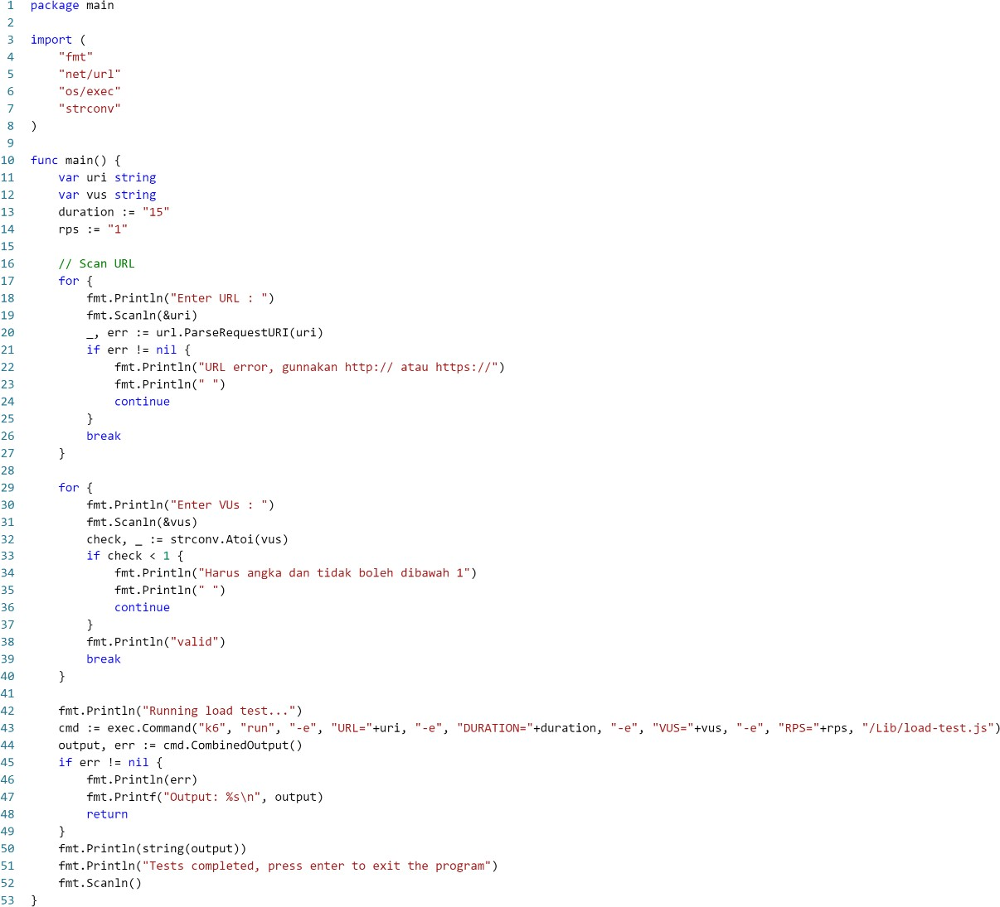 1 package main
2
3 import (
4     "fmt"
5     "net/url"
6     "os/exec"
7     "strconv"
8 )
9
10 func main() {
11     var uri string
12     var vus string
13     duration := "15"
14     rps := "1"
15
16     // Scan URL
17     for {
18         fmt.Println("Enter URL : ")
19         fmt.Scanln(&uri)
20         _, err := url.ParseRequestURI(uri)
21         if err != nil {
22             fmt.Println("URL error, gunnakan http:// atau https://")
23             fmt.Println(" ")
24             continue
25         }
26         break
27     }
28
29     for {
30         fmt.Println("Enter VUs : ")
31         fmt.Scanln(&vus)
32         check, _ := strconv.Atoi(vus)
33         if check < 1 {
34             fmt.Println("Harus angka dan tidak boleh dibawah 1")
35             fmt.Println(" ")
36             continue
37         }
38         fmt.Println("valid")
39         break
40     }
41
42     fmt.Println("Running load test...")
43     cmd := exec.Command("k6", "run", "-e", "URL="+uri, "-e", "DURATION="+duration, "-e", "VUS="+vus, "-e", "RPS="+rps, "/Lib/load-test.js")
44     output, err := cmd.CombinedOutput()
45     if err != nil {
46         fmt.Println(err)
47         fmt.Printf("Output: %s\n", output)
48         return
49     }
50     fmt.Println(string(output))
51     fmt.Println("Tests completed, press enter to exit the program")
52     fmt.Scanln()
53 }